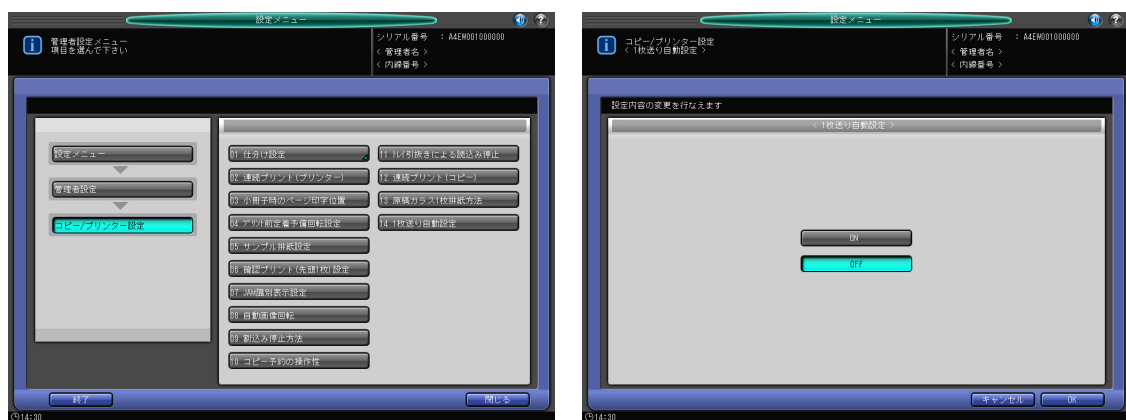 設定メニュー
管理者設定メニュー
項目を選んで下さい
シリアル番号 : A4EW001000000
< 管理者名 >
< 内線番号 >
設定メニュー
管理者設定
コピー/プリンター設定
01 仕分け設定
02 連続プリント(プリンター)
03 小冊子時のページ印字位置
04 プリント前定着予備回転設定
05 サンプル排紙設定
06 確認プリント(先頭1枚)設定
07 JAM識別表示設定
08 自動画像回転
09 割込み停止方法
10 コピー予約の操作性
11 トレイ引抜きによる読込み停止
12 連続プリント(コピー)
13 原稿ガラス1枚排紙方法
14 1枚送り自動設定
終了
閉じる
14:30
設定メニュー
コピー/プリンター設定
< 1枚送り自動設定 >
シリアル番号 : A4EW001000000
< 管理者名 >
< 内線番号 >
設定内容の変更を行なえます
< 1枚送り自動設定 >
ON
OFF
キャンセル
OK
14:30